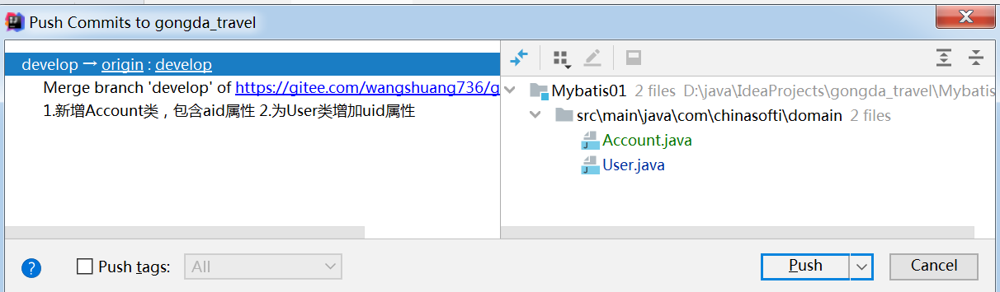 Push Commits to gongda_travel
develop → origin : develop
Merge branch 'develop' of https://gitee.com/wangshuang736/g
1.新增Account类，包含aid属性 2.为User类增加uid属性
Mybatis01 2 files D:\java\IdeaProjects\gongda_travel\Mybatis
src\main\java\com\chinasofti\domain 2 files
Account.java
User.java
? Push tags: All
Push Cancel